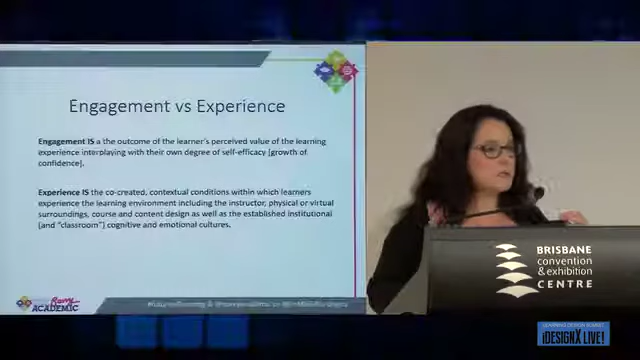 Engagement vs Experience
Engagement IS a the outcome of the learner's perceived value of the learning
experience interplaying with their own degree of self-efficacy [growth of
confidence].
Experience IS the co-created, contextual conditions within which learners
experience the learning environment including the instructor, physical or virtual
surroundings, course and content design as well as the established institutional
[and "classroom"] cognitive and emotional cultures.
ACADEMIC
BRISBANE
convention
& exhibition
CENTRE
iDESIGNX LIVE!